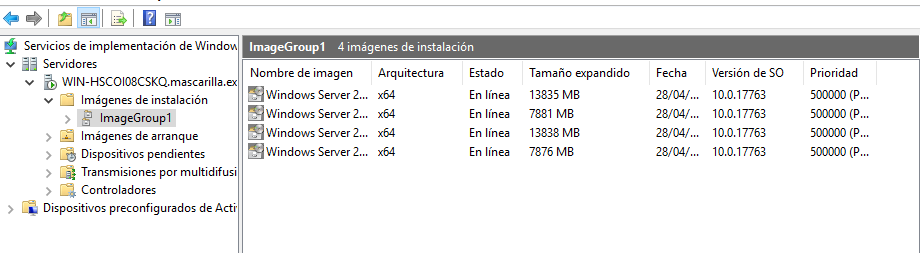 Servicios de implementación de Window
Servidores
WIN-HSCOI08CSKQ.mascarilla.ex
Imágenes de instalación
ImageGroup1
Imágenes de arranque
Dispositivos pendientes
Transmisiones por multidifusi
Controladores
Dispositivos preconfigurados de Acti
ImageGroup1 4 imágenes de instalación
Nombre de imagen Arquitectura Estado Tamaño expandido Fecha Versión de SO Prioridad
Windows Server 2... x64 En línea 13835 MB 28/04/... 10.0.17763 500000 (P...
Windows Server 2... x64 En línea 7881 MB 28/04/... 10.0.17763 500000 (P...
Windows Server 2... x64 En línea 13838 MB 28/04/... 10.0.17763 500000 (P...
Windows Server 2... x64 En línea 7876 MB 28/04/... 10.0.17763 500000 (P...